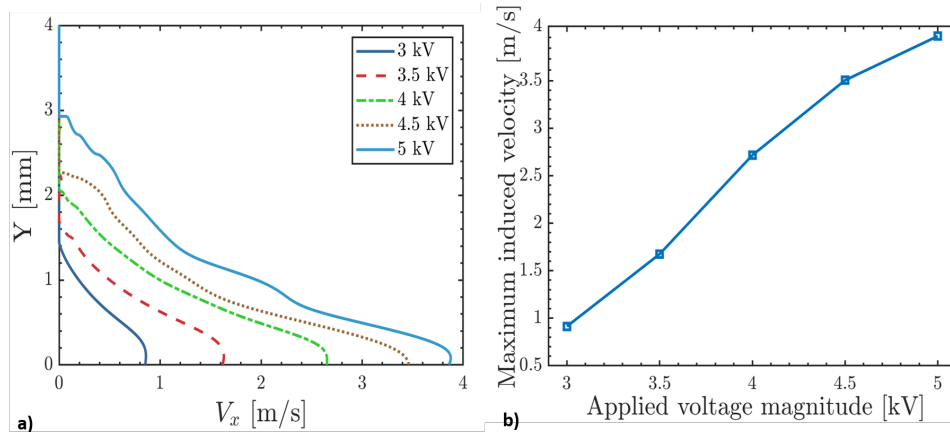 4
3
2
1
0
Y [mm]
3 kV
3.5 kV
4 kV
4.5 kV
5 kV
0
1
2
3
4
Vₓ [m/s]
a)
Maximum induced velocity [m/s]
4
3.5
3
2.5
2
1.5
1
0.5
3
3.5
4
4.5
5
Applied voltage magnitude [kV]
b)